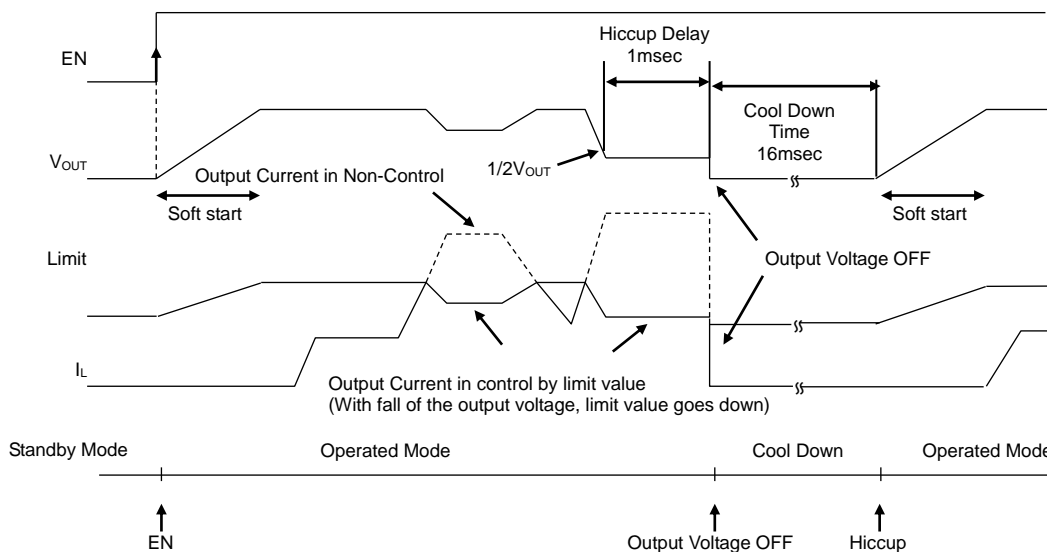 EN
Hiccup Delay
1msec
Cool Down
Time
16msec
VOUT
1/2VOUT
Output Current in Non-Control
Soft start
Soft start
Limit
Output Voltage OFF
IL
Output Current in control by limit value
(With fall of the output voltage, limit value goes down)
Standby Mode
Operated Mode
Cool Down
Operated Mode
EN
Output Voltage OFF
Hiccup